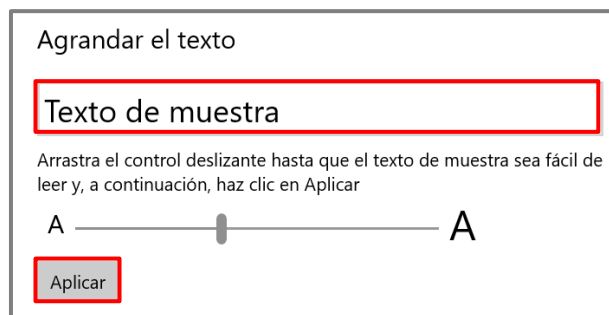 Agrandar el texto
Texto de muestra
Arrastra el control deslizante hasta que el texto de muestra sea fácil de
leer y, a continuación, haz clic en Aplicar
A A
Aplicar